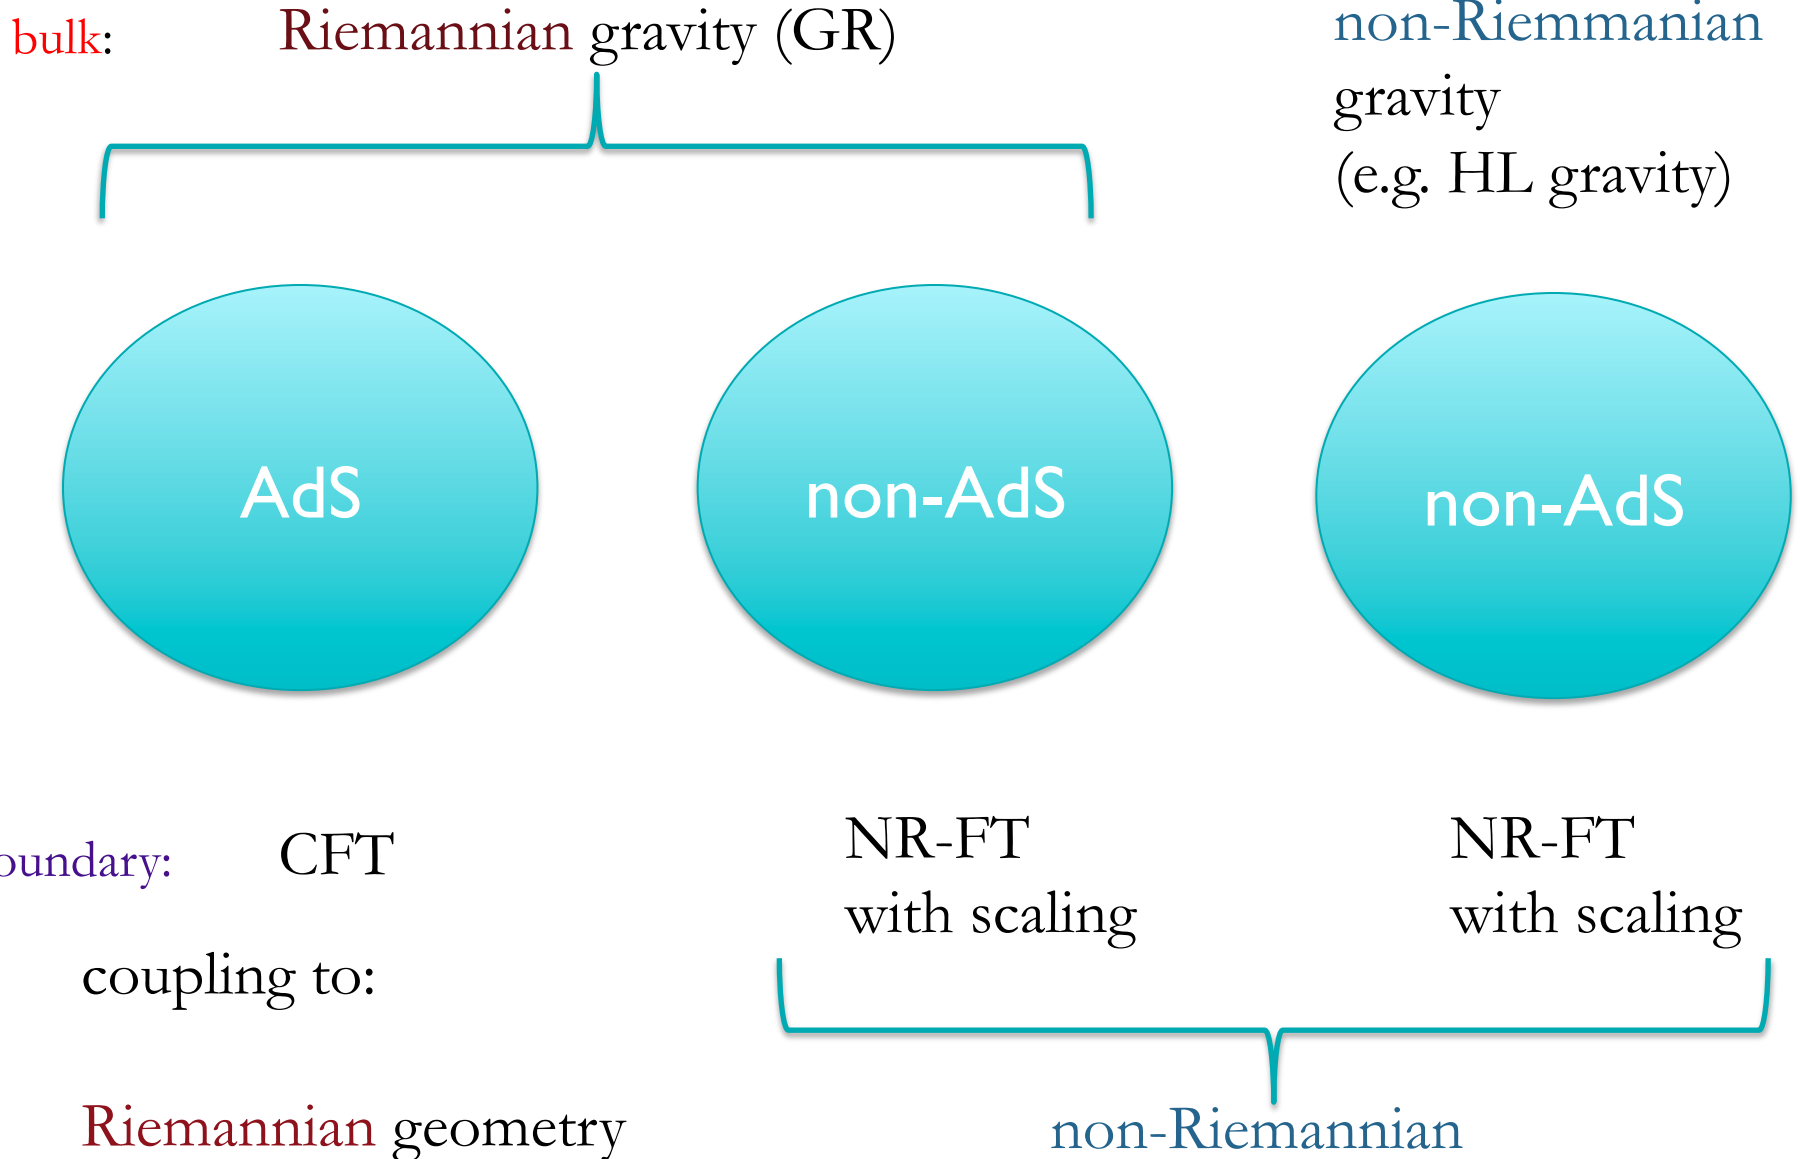 bulk:
Riemannian gravity (GR)
non-Riemmanian
gravity
(e.g. HL gravity)
AdS
non-AdS
non-AdS
oundary:
CFT
NR-FT
with scaling
NR-FT
with scaling
coupling to:
Riemannian geometry
non-Riemannian